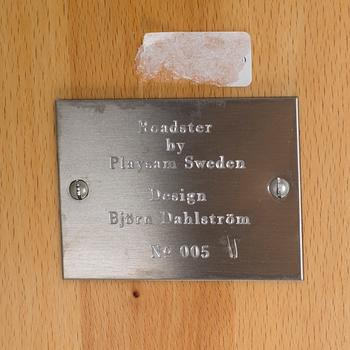 Roadster
by
Playsam Sweden
Design
Björn Dahlström
No 005